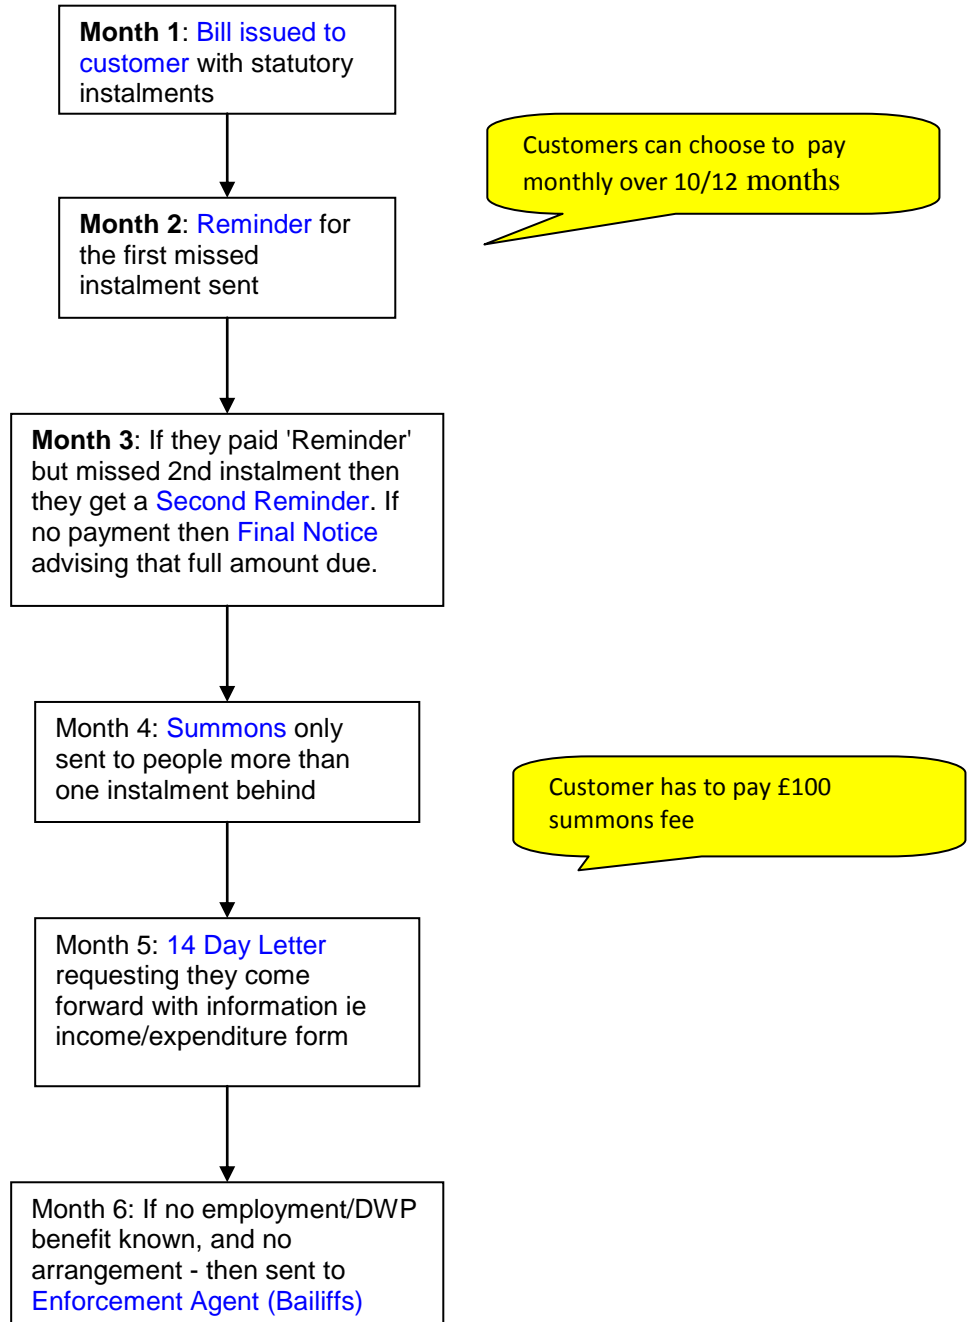 Month 1: Bill issued to
customer with statutory
instalments
Customers can choose to pay
monthly over 10/12 months
Month 2: Reminder for
the first missed
instalment sent
Month 3: If they paid 'Reminder'
but missed 2nd instalment then
they get a Second Reminder. If
no payment then Final Notice
advising that full amount due.
Month 4: Summons only
sent to people more than
one instalment behind
Customer has to pay £100
summons fee
Month 5: 14 Day Letter
requesting they come
forward with information ie
income/expenditure form
Month 6: If no employment/DWP
benefit known, and no
arrangement - then sent to
Enforcement Agent (Bailiffs)